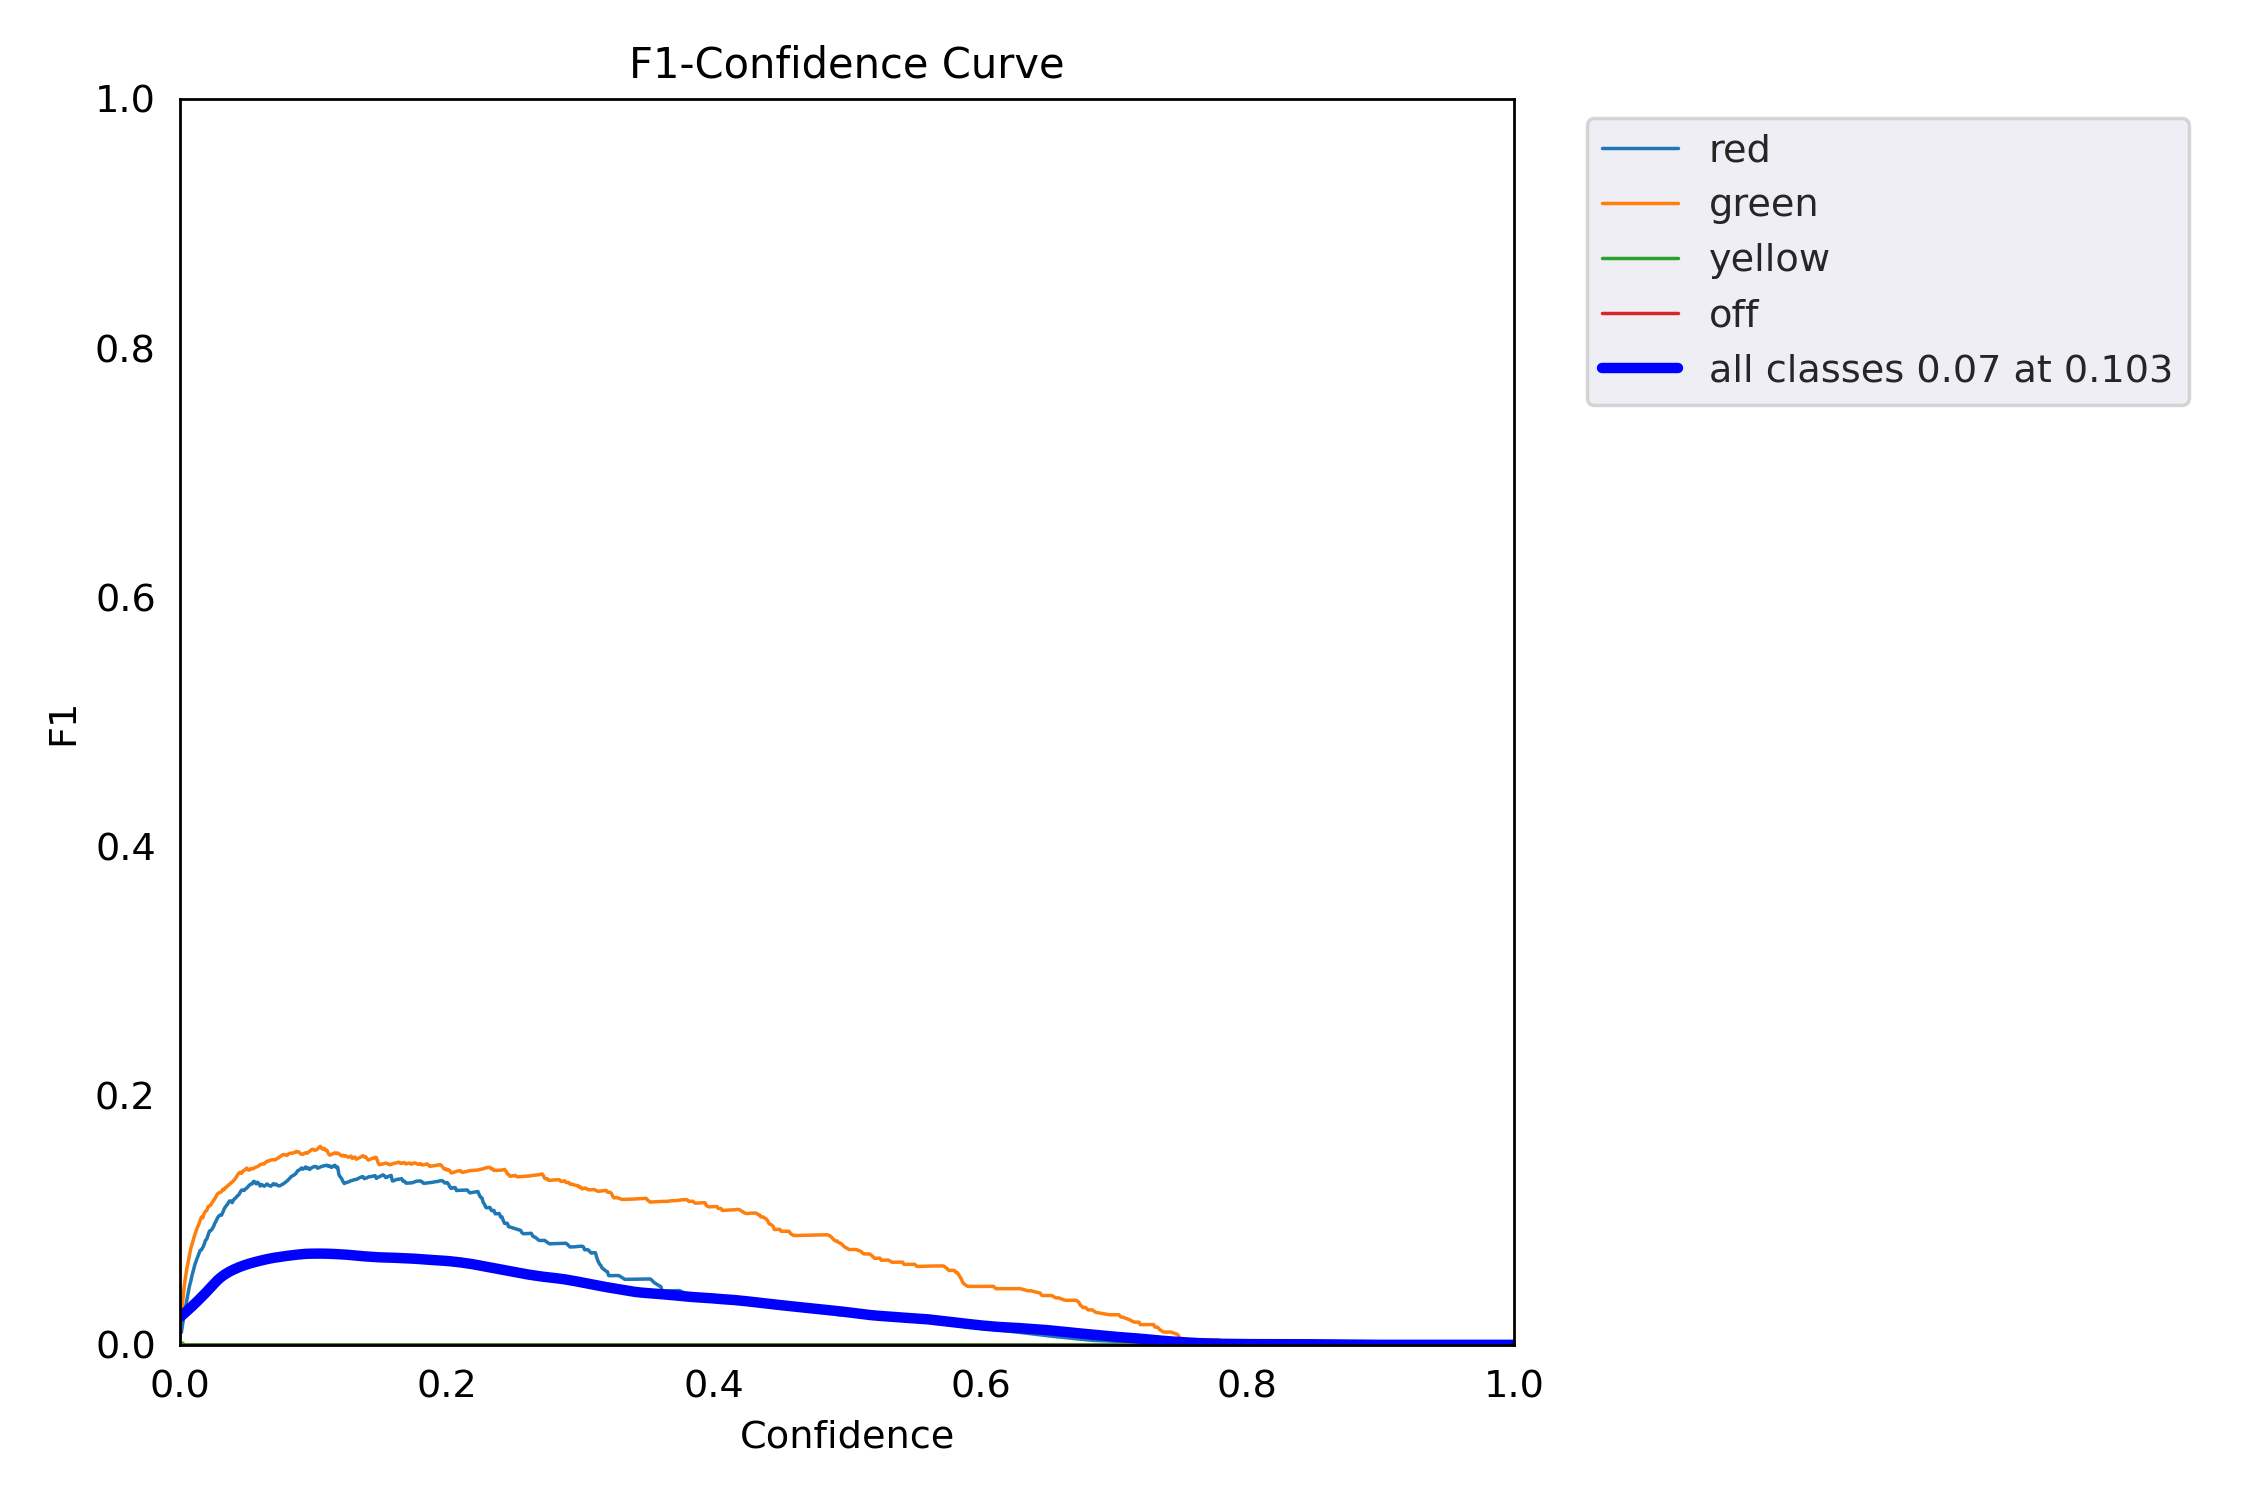 F1-Confidence Curve
1.0
0.8
0.6
0.4
0.2
0.0
F1
0.0 0.2 0.4 0.6 0.8 1.0
Confidence
red
green
yellow
off
all classes 0.07 at 0.103